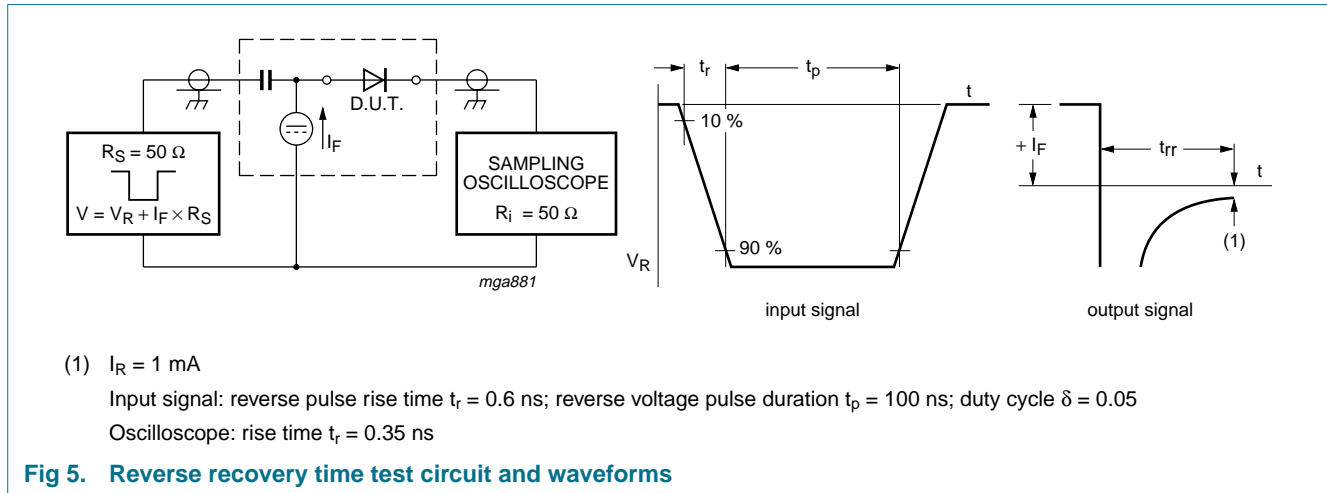 D.U.T.
I_F
R_S = 50 Ω
V = V_R + I_F × R_S
SAMPLING
OSCILLOSCOPE
R_i = 50 Ω
mga881
t_r
t_p
t
10 %
90 %
V_R
input signal
+ I_F
t_rr
t
(1)
output signal
(1) I_R = 1 mA
Input signal: reverse pulse rise time t_r = 0.6 ns; reverse voltage pulse duration t_p = 100 ns; duty cycle δ = 0.05
Oscilloscope: rise time t_r = 0.35 ns
Fig 5. Reverse recovery time test circuit and waveforms